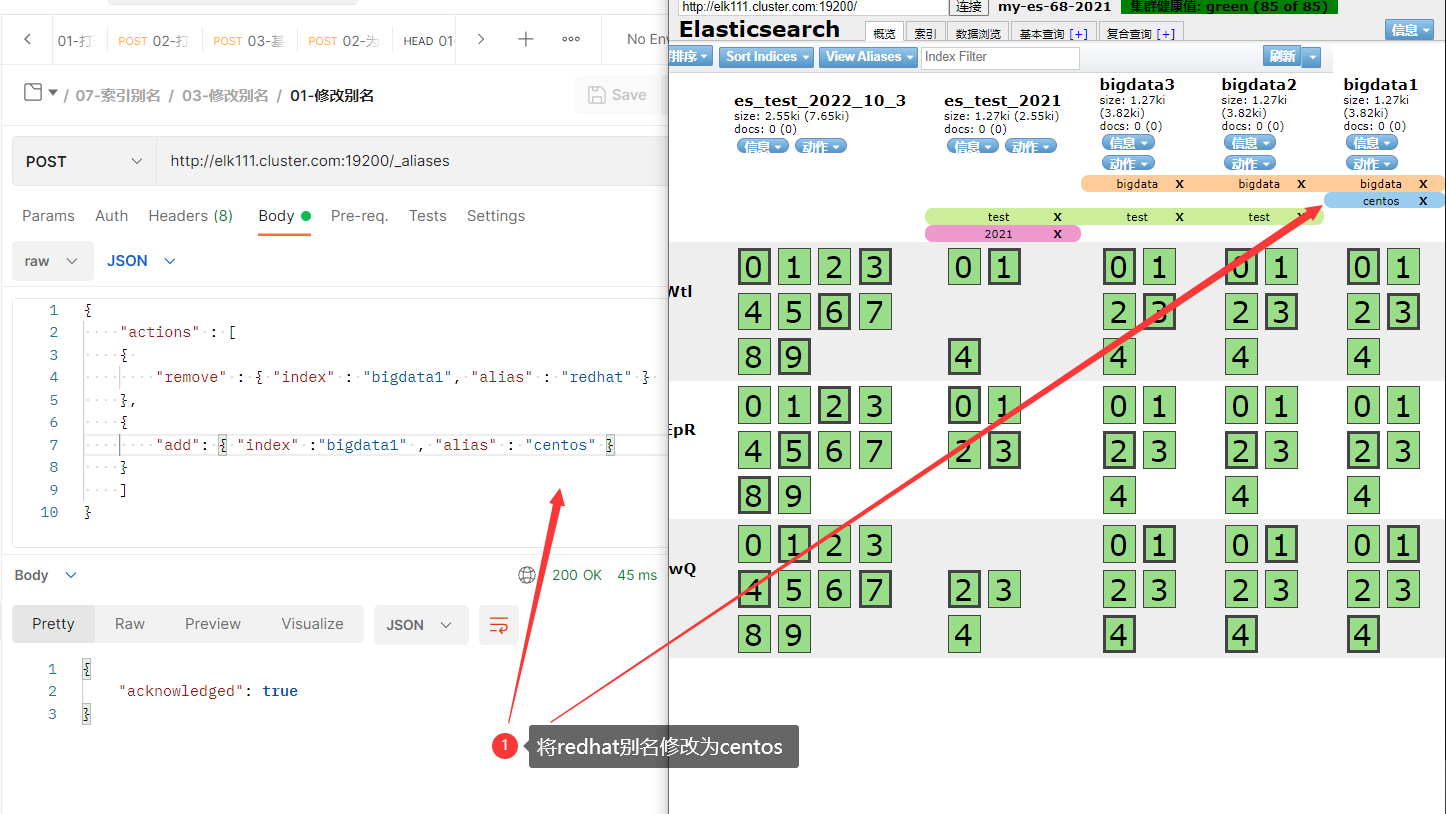 01-打
POST 02-打
POST 03-基
POST 02-为
HEAD 01-
No Env
/ 07-索引别名 / 03-修改别名 / 01-修改别名
Save
POST
http://elk111.cluster.com:19200/_aliases
Params Auth Headers (8) Body Pre-req. Tests Settings
raw JSON
1 {
2 "actions" : [
3 {
4 "remove" : { "index" : "bigdata1", "alias" : "redhat" }
5 },
6 {
7 "add": { "index" :"bigdata1" , "alias" : "centos" }
8 }
9 ]
10 }
Body
200 OK 45 ms
Pretty Raw Preview Visualize JSON
1 {
2 "acknowledged": true
3 }
1 将redhat别名修改为centos
http://elk111.cluster.com:19200/ 连接 my-es-68-2021 集群健康值: green (85 of 85)
Elasticsearch 概览 索引 数据浏览 基本查询 [+] 复合查询 [+] 信息
排序 Sort Indices View Aliases Index Filter 刷新
es_test_2022_10_3
size: 2.55ki (7.65ki)
docs: 0 (0)
信息 动作
es_test_2021
size: 1.27ki (2.55ki)
docs: 0 (0)
信息 动作
bigdata3
size: 1.27ki
(3.82ki)
docs: 0 (0)
信息
动作
bigdata2
size: 1.27ki
(3.82ki)
docs: 0 (0)
信息
动作
bigdata1
size: 1.27ki
(3.82ki)
docs: 0 (0)
信息
动作
bigdata X bigdata X bigdata X
centos X
test X test X test X
2021 X
0 1 2 3 0 1 0 1 0 1 0 1
Wtl
4 5 6 7 2 3 2 3 2 3
8 9 4 4 4 4
0 1 2 3 0 1 0 1 0 1 0 1
EpR
4 5 6 7 2 3 2 3 2 3 2 3
8 9 4 4 4
0 1 2 3 0 1 0 1 0 1
wQ
4 5 6 7 2 3 2 3 2 3 2 3
8 9 4 4 4 4